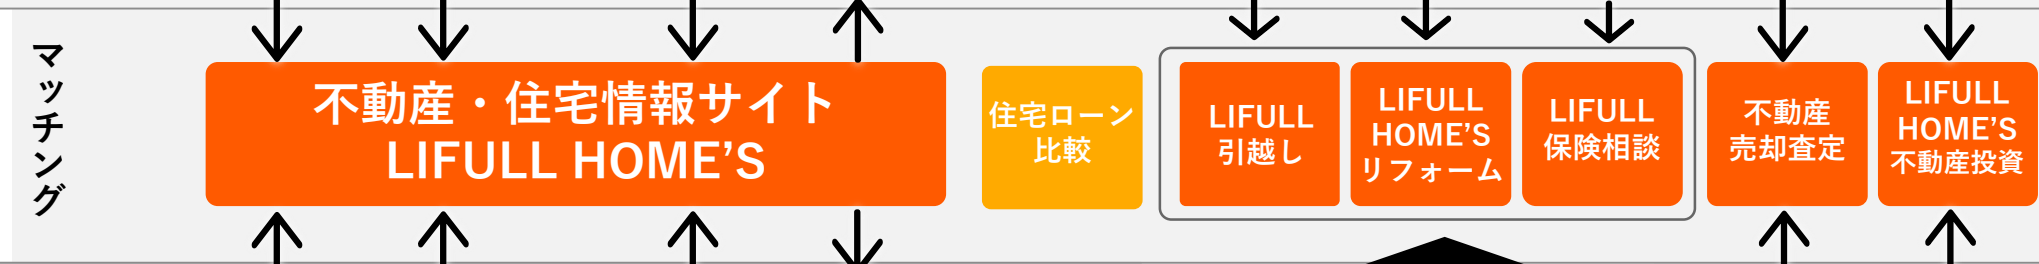 マッチング
不動産・住宅情報サイト
LIFULL HOME’S
住宅ローン
比較
LIFULL
引越し
LIFULL
HOME’S
リフォーム
LIFULL
保険相談
不動産
売却査定
LIFULL
HOME’S
不動産投資